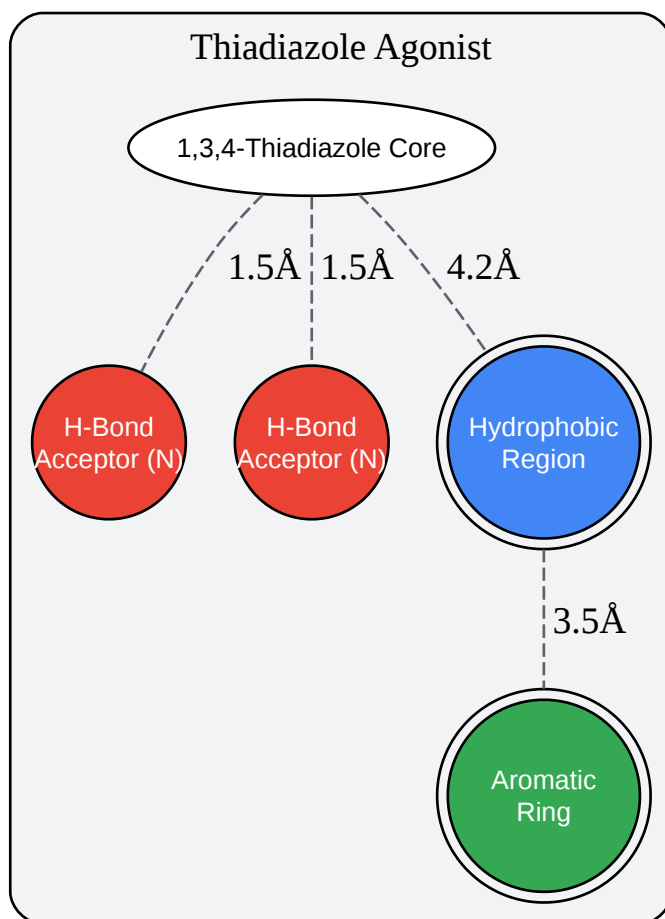 Thiadiazole Agonist
1,3,4-Thiadiazole Core
1.5Å
1.5Å
4.2Å
H-Bond
Acceptor (N)
H-Bond
Acceptor (N)
Hydrophobic
Region
3.5Å
Aromatic
Ring